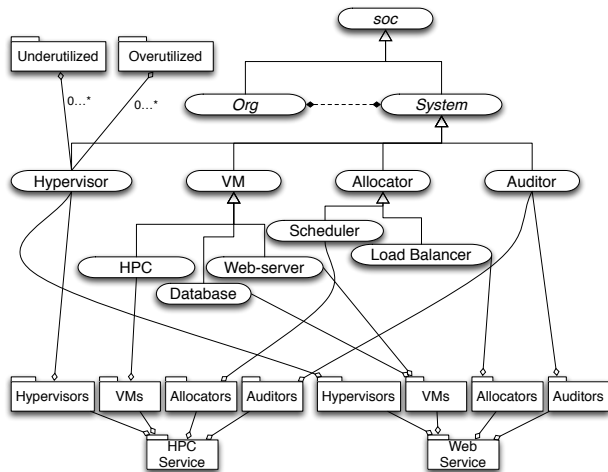 soc
Underutilized
Overutilized
0...*
0...*
Org
System
Hypervisor
VM
Allocator
Auditor
Scheduler
HPC
Web-server
Load Balancer
Database
Hypervisors
VMs
Allocators
Auditors
Hypervisors
VMs
Allocators
Auditors
HPC
Service
Web
Service